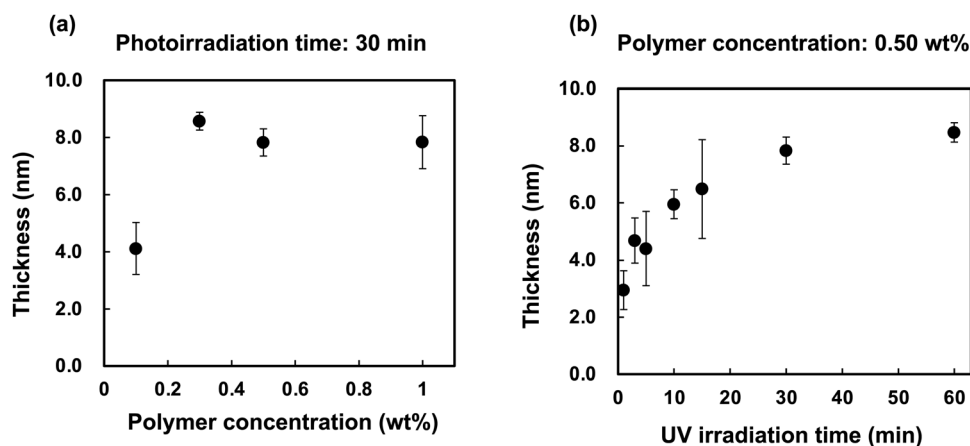 (a)
Photoirradiation time: 30 min
10.0
8.0
6.0
4.0
2.0
0.0
Thickness (nm)
0 0.2 0.4 0.6 0.8 1
Polymer concentration (wt%)
(b)
Polymer concentration: 0.50 wt%
10.0
8.0
6.0
4.0
2.0
0.0
Thickness (nm)
0 10 20 30 40 50 60
UV irradiation time (min)